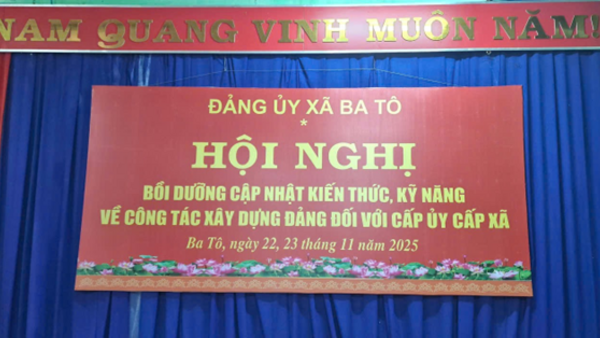 NAM QUANG VINH MUÔN NĂM!
ĐẢNG ỦY XÃ BA TÔ
*
HỘI NGHỊ
BỒI DƯỠNG CẬP NHẬT KIẾN THỨC, KỸ NĂNG
VỀ CÔNG TÁC XÂY DỰNG ĐẢNG ĐỐI VỚI CẤP ỦY CẤP XÃ
Ba Tô, ngày 22, 23 tháng 11 năm 2025